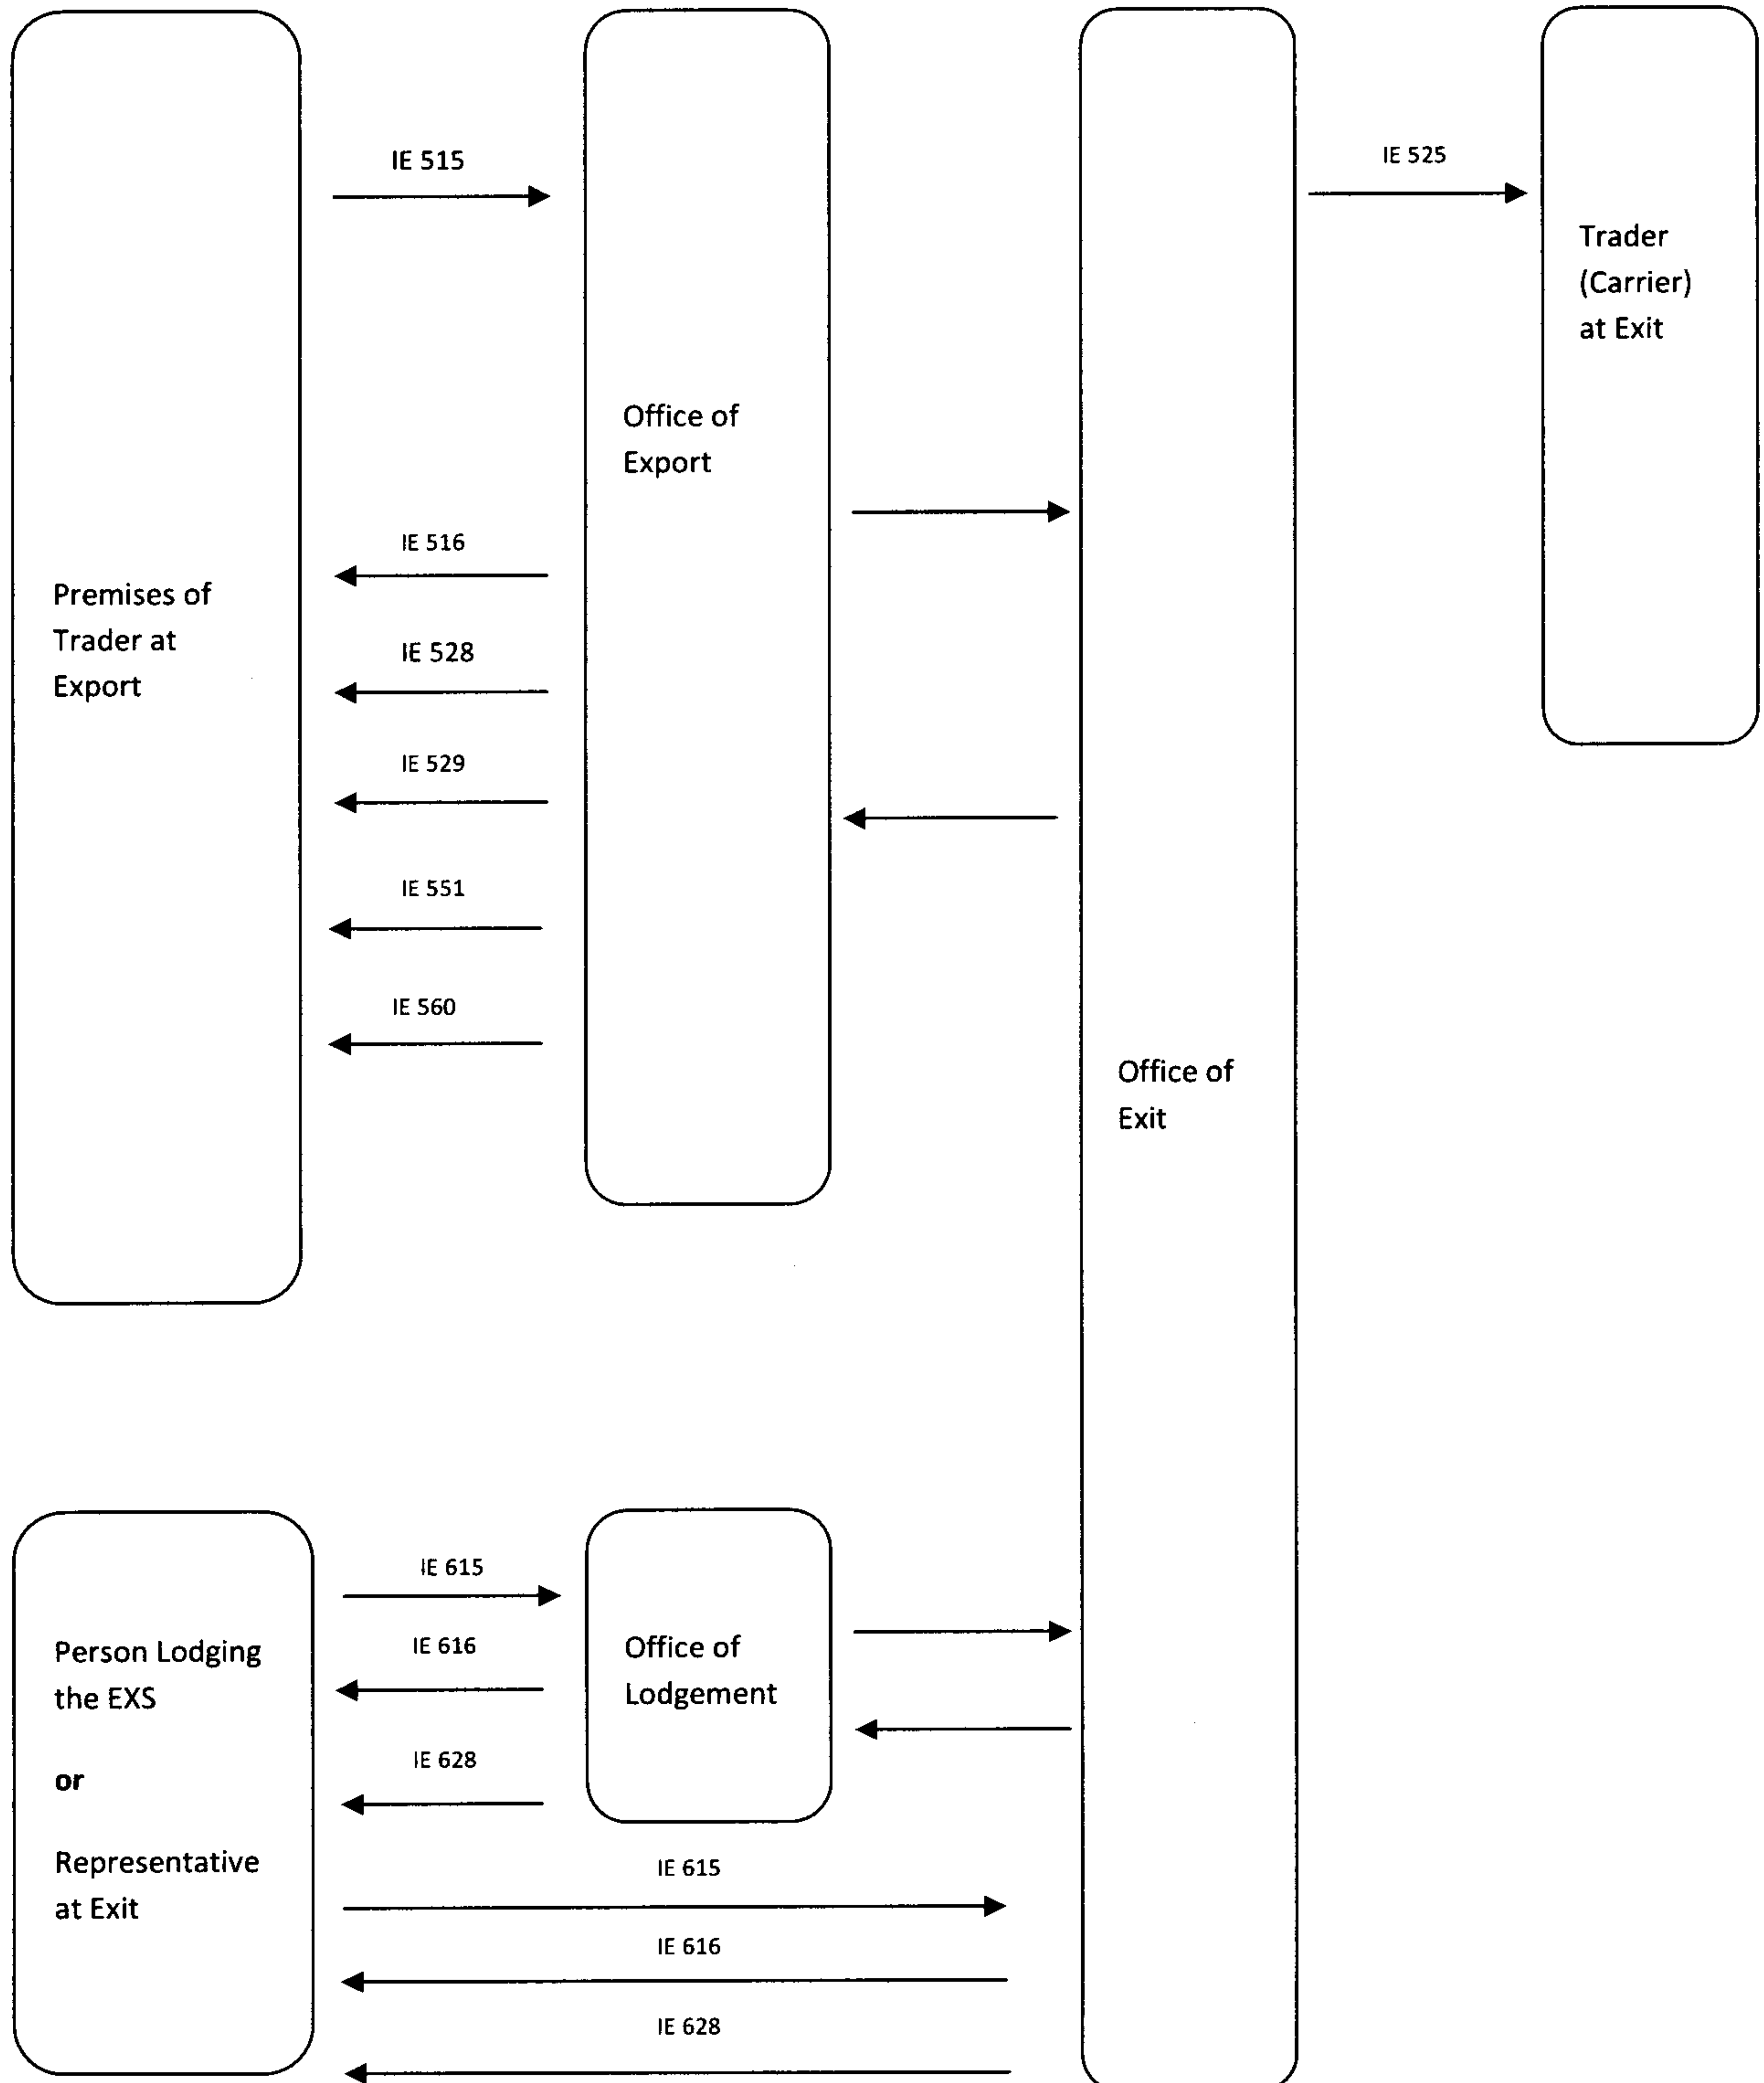 IE 515
IE 525
Trader
(Carrier)
at Exit
Office of
Export
IE 516
Premises of
Trader at
Export
IE 528
IE 529
IE 551
IE 560
Office of
Exit
IE 615
Person Lodging
the EXS
or
Representative
at Exit
IE 616
Office of
Lodgement
IE 628
IE 615
IE 616
IE 628